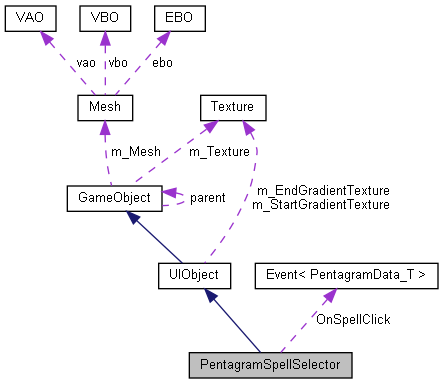 VAO
VBO
EBO
vao
vbo
ebo
Mesh
Texture
m_Mesh
m_Texture
GameObject
parent
m_EndGradientTexture
m_StartGradientTexture
UIObject
Event< PentagramData_T >
OnSpellClick
PentagramSpellSelector